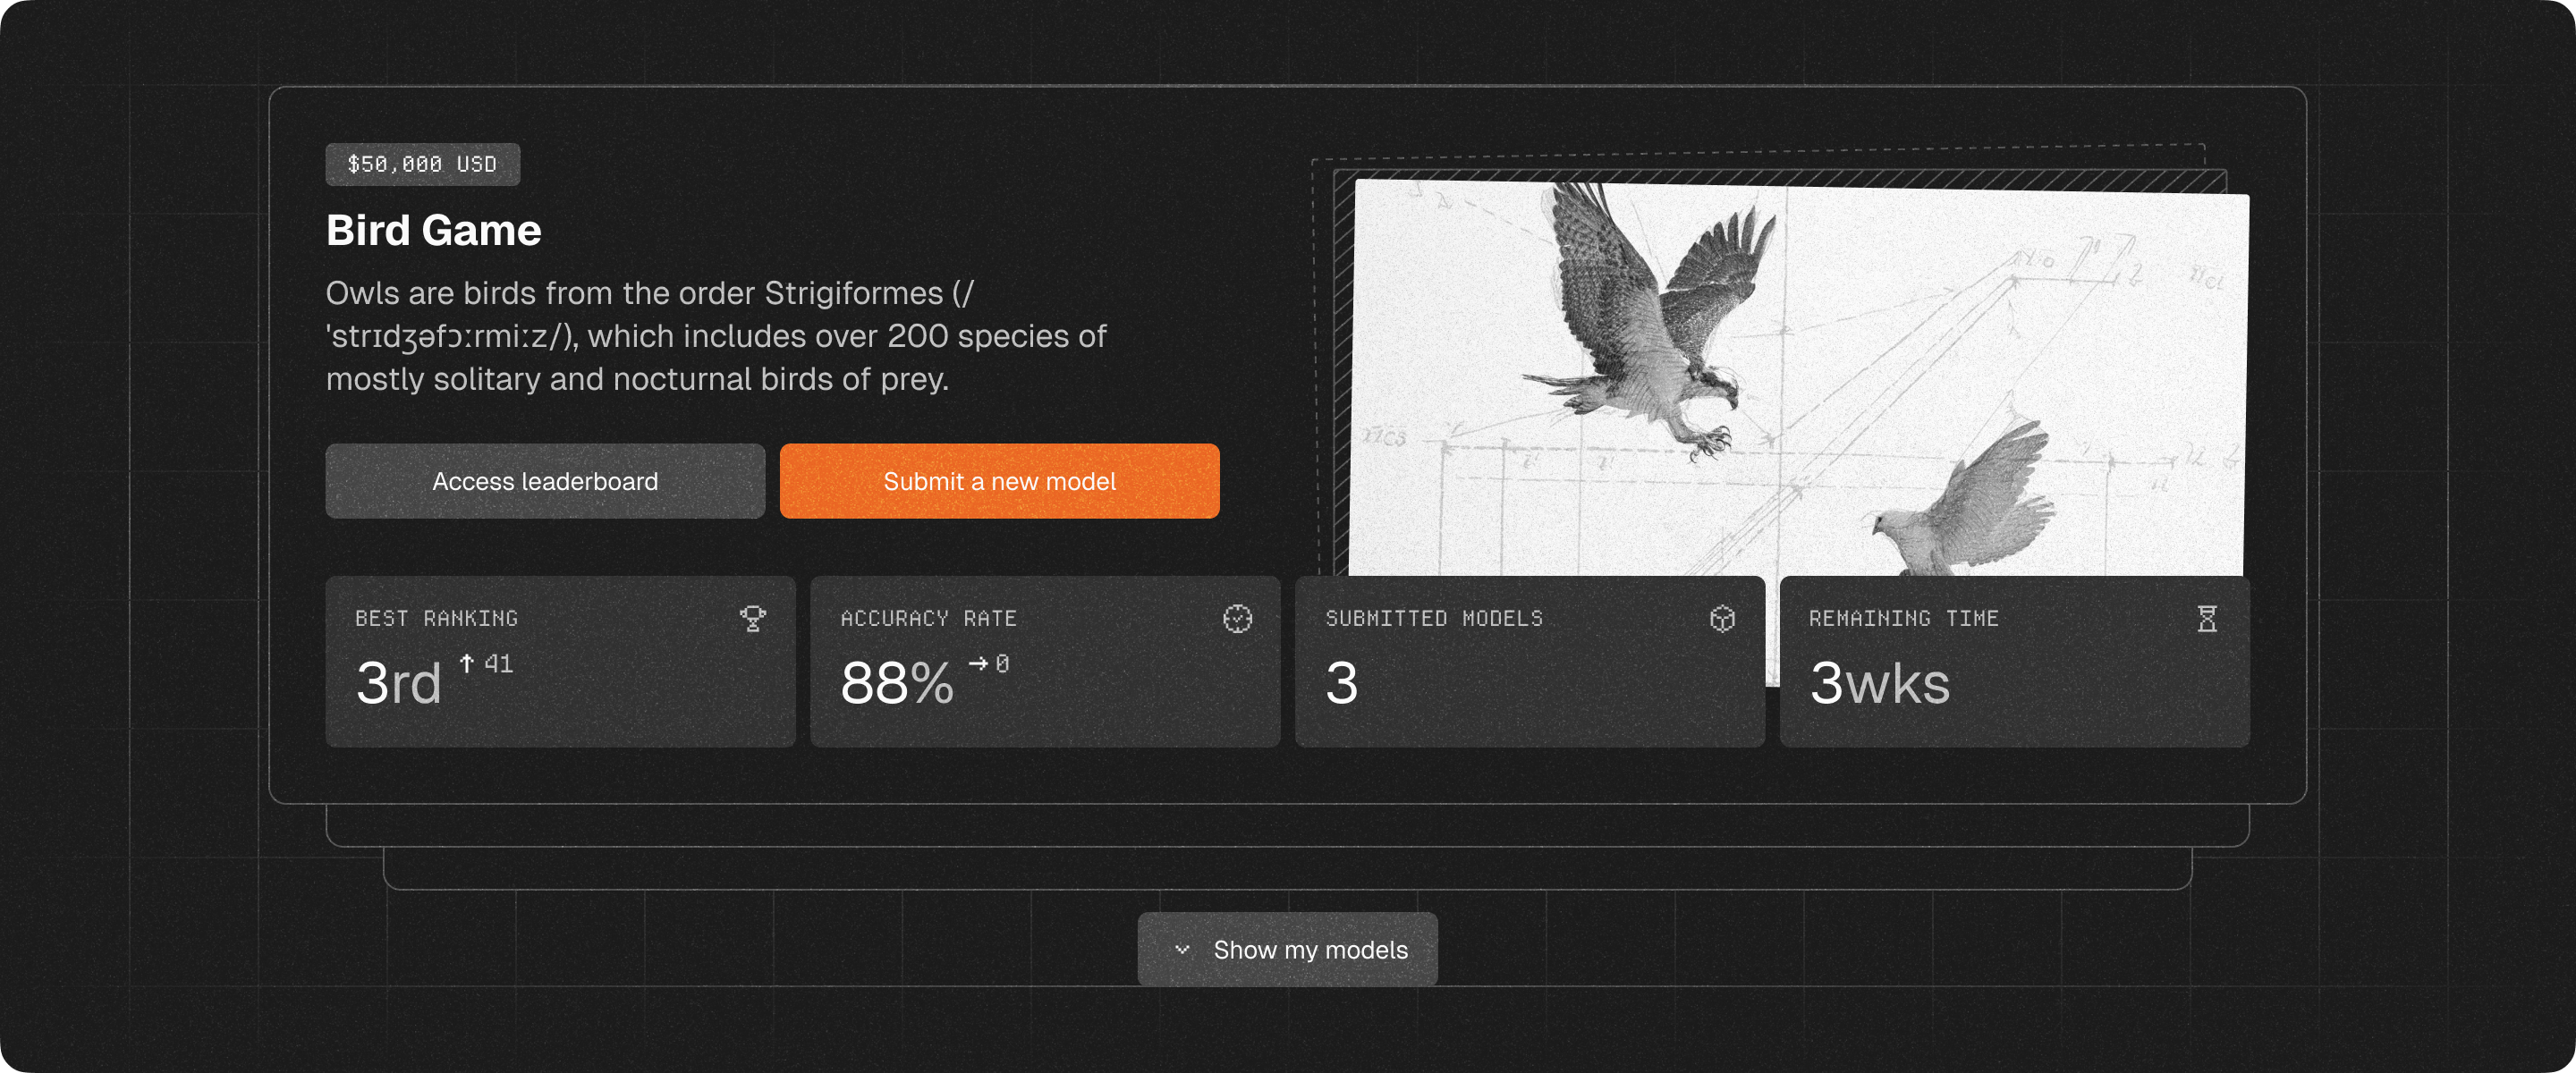 $50,000 USD
Bird Game
Owls are birds from the order Strigiformes (/
'strɪdʒəfɔːrmiːz/), which includes over 200 species of
mostly solitary and nocturnal birds of prey.
Access leaderboard
Submit a new model
BEST RANKING
3rd ↑ 41
ACCURACY RATE
88% → 0
SUBMITTED MODELS
3
REMAINING TIME
3wks
Show my models